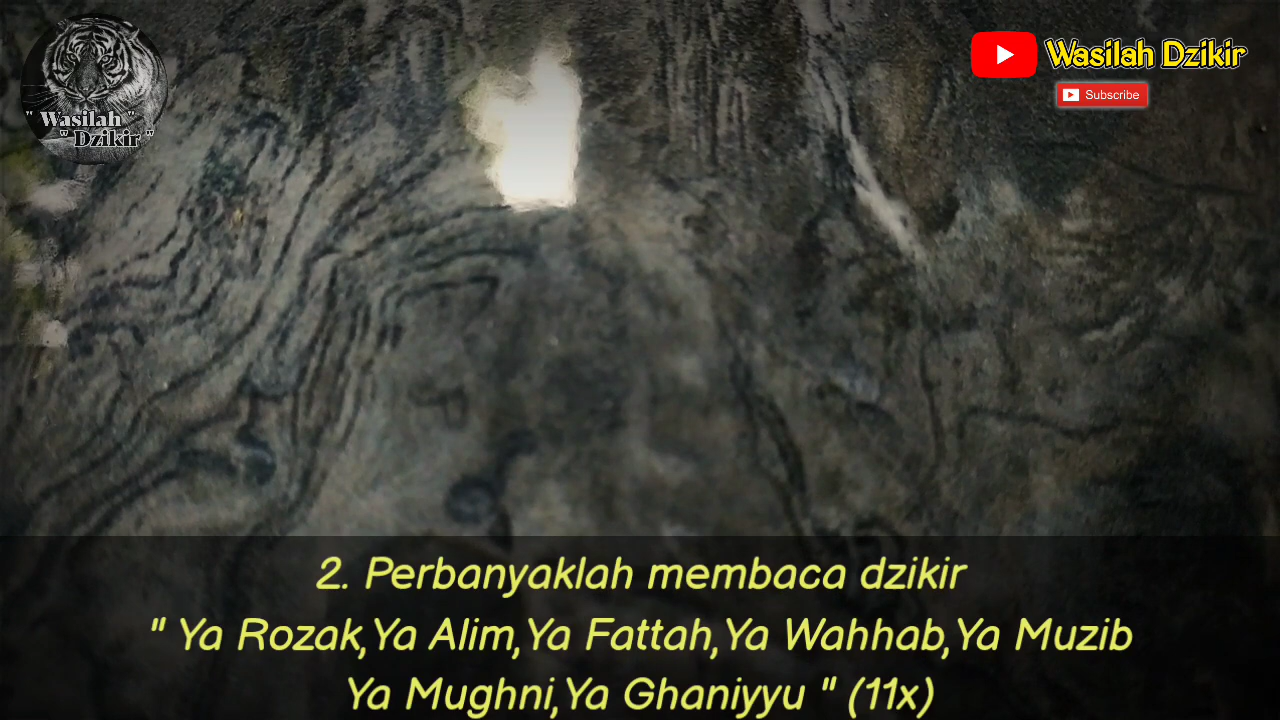 " Wasilah "
" Dzikir "
Wasilah Dzikir
Subscribe
2. Perbanyaklah membaca dzikir
" Ya Rozak,Ya Alim,Ya Fattah,Ya Wahhab,Ya Muzib
Ya Mughni,Ya Ghaniyyu " (11x)